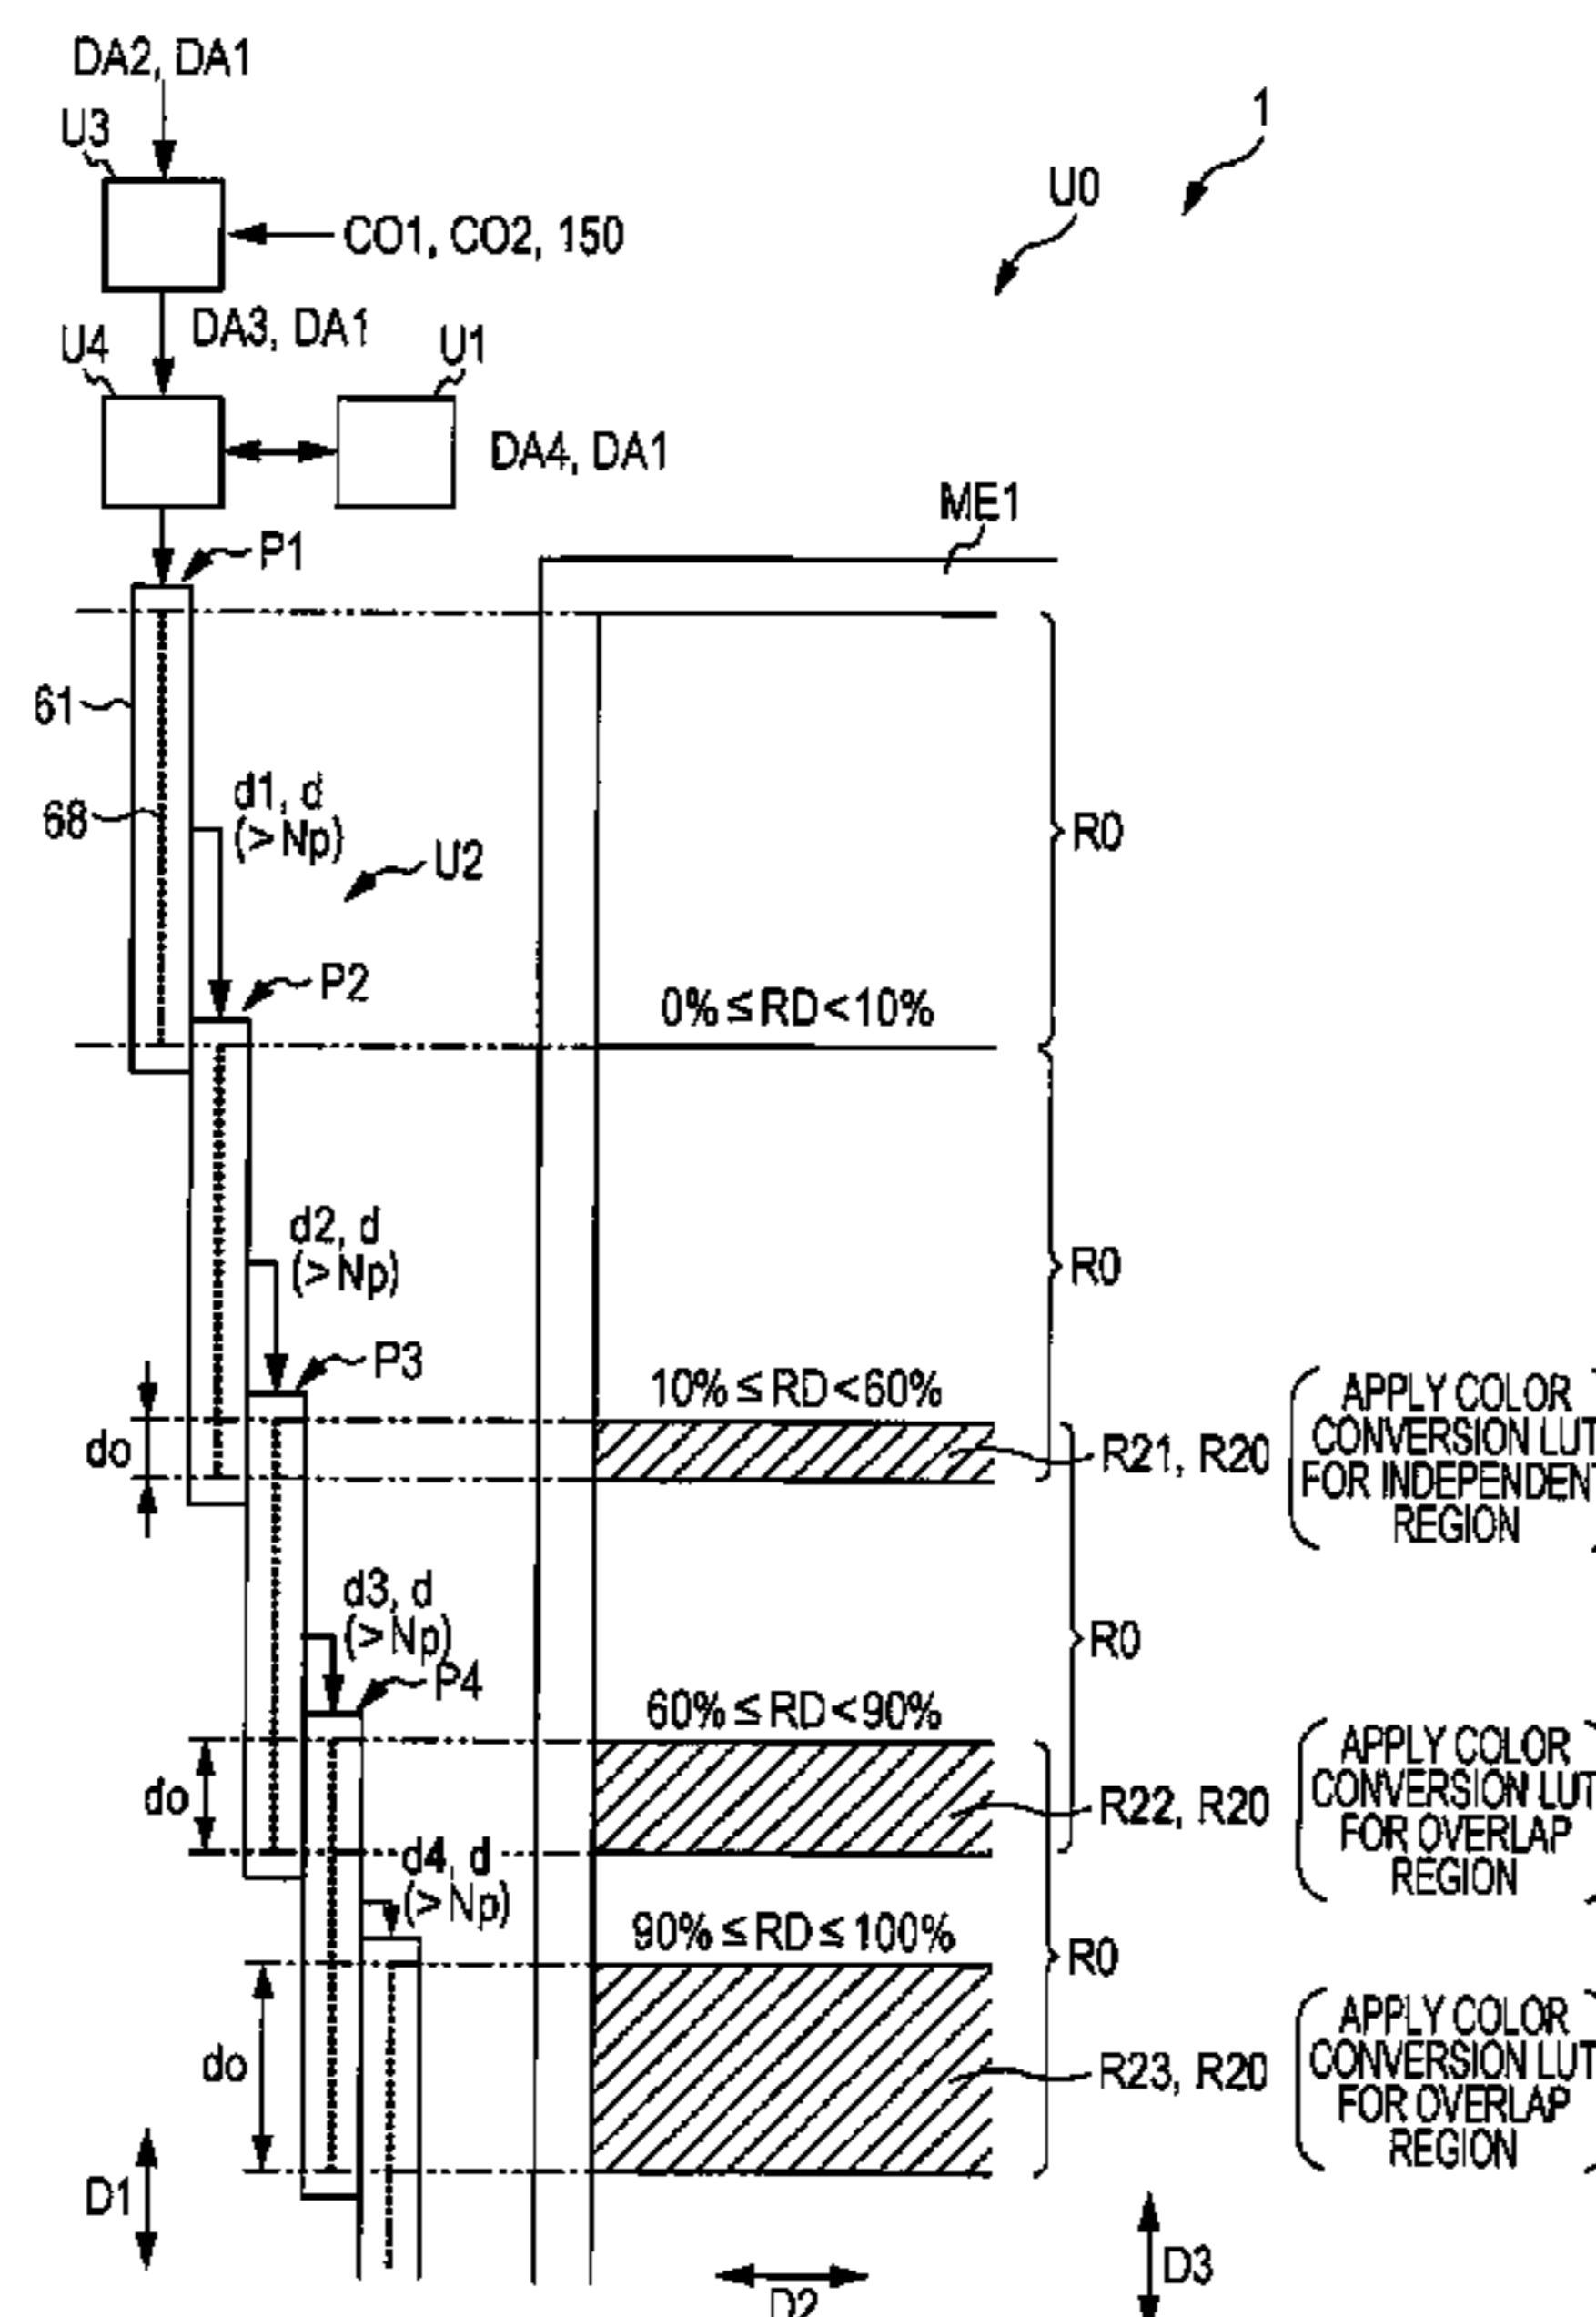 DA2, DA1
1
U3
U0
CO1, CO2, 150
DA3, DA1
U4
U1
DA4, DA1
ME1
P1
61
d1, d
(>Np)
68
R0
U2
P2
0%≤RD<10%
d2, d
(>Np)
R0
P3
10%≤RD<60%
do
R21, R20
APPLY COLOR
CONVERSION LUT
FOR INDEPENDENT
REGION
d3, d
(>Np)
R0
P4
60%≤RD<90%
do
R22, R20
APPLY COLOR
CONVERSION LUT
FOR OVERLAP
REGION
d4, d
(>Np)
90%≤RD≤100%
R0
do
R23, R20
APPLY COLOR
CONVERSION LUT
FOR OVERLAP
REGION
D1
D2
D3